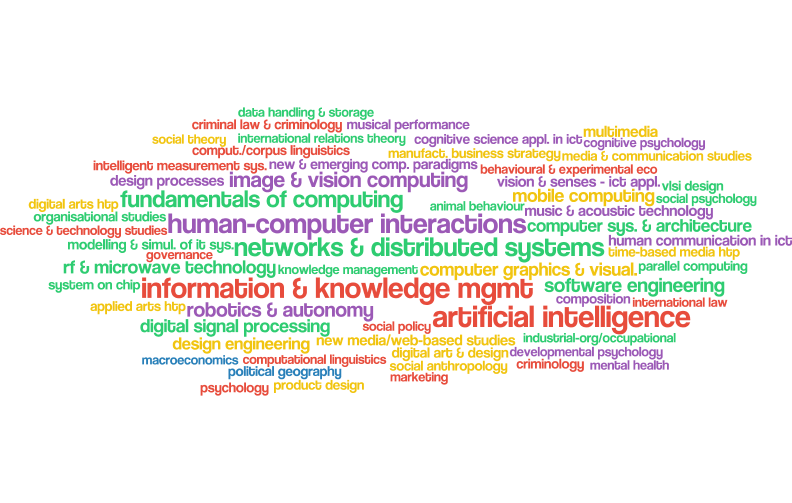 data handling & storage
criminal law & criminology
musical performance
multimedia
social theory
international relations theory
cognitive science appl. in ict
cognitive psychology
comput./corpus linguistics
manufact. business strategy
media & communication studies
intelligent measurement sys.
new & emerging comp. paradigms
behavioural & experimental eco
design processes
image & vision computing
vision & senses - ict appl.
vlsi design
digital arts htp
fundamentals of computing
animal behaviour
mobile computing
social psychology
organisational studies
music & acoustic technology
science & technology studies
human-computer interactions
computer sys. & architecture
modelling & simul. of it sys.
networks & distributed systems
human communication in ict
governance
time-based media htp
rf & microwave technology
knowledge management
computer graphics & visual.
parallel computing
system on chip
information & knowledge mgmt
software engineering
applied arts htp
robotics & autonomy
composition
international law
digital signal processing
social policy
artificial intelligence
design engineering
new media/web-based studies
industrial-org/occupational
macroeconomics
computational linguistics
digital art & design
developmental psychology
political geography
social anthropology
criminology
mental health
psychology
product design
marketing